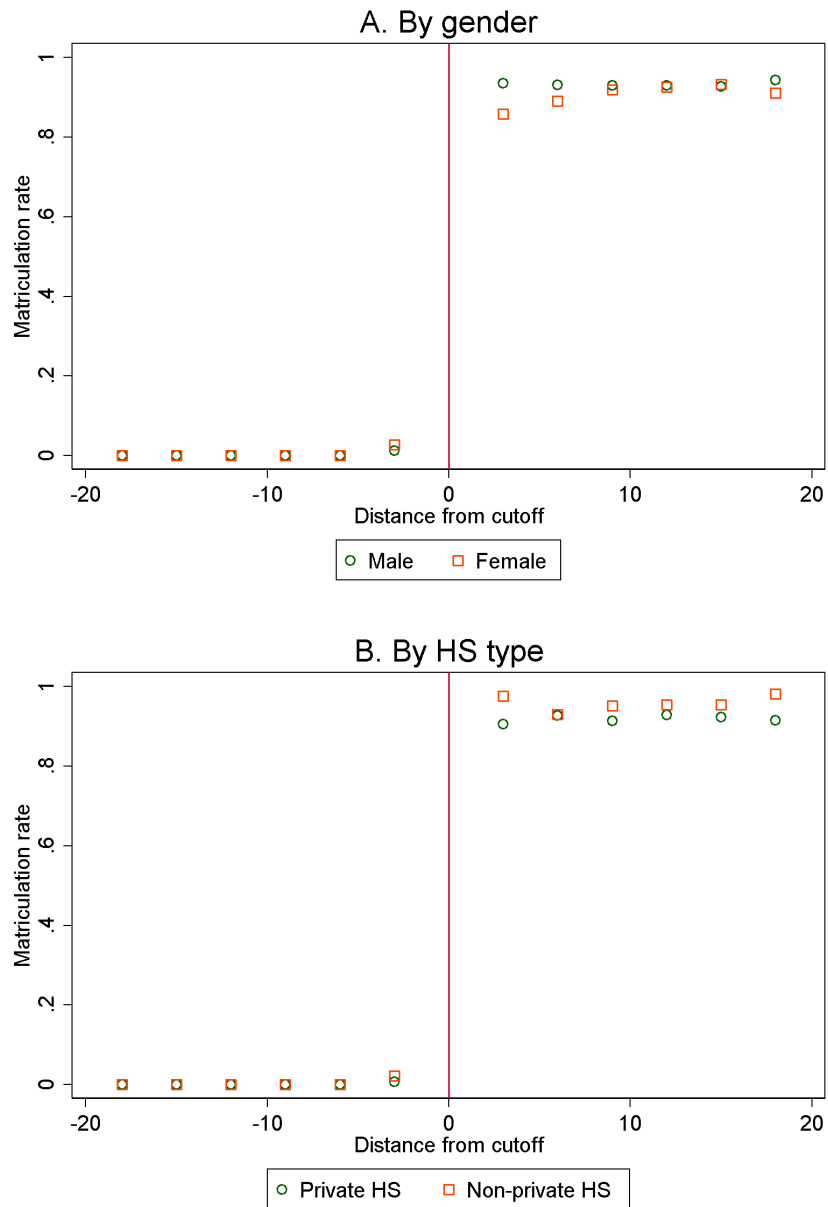 A. By gender
Matriculation rate
1
.8
.6
.4
.2
0
-20 -10 0 10 20
Distance from cutoff
Male Female
B. By HS type
Matriculation rate
1
.8
.6
.4
.2
0
-20 -10 0 10 20
Distance from cutoff
Private HS Non-private HS